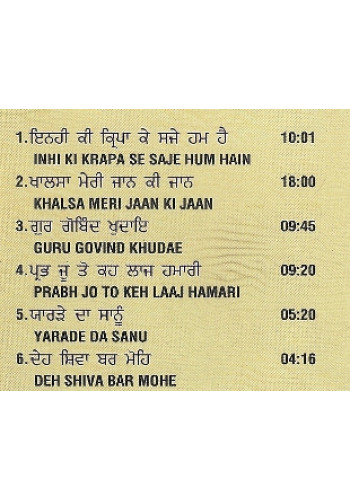 1.ਇਨਹੀ ਕੀ ਕ੍ਰਿਪਾ ਕੇ ਸਜੇ ਹਮ ਹੈ 10:01
INHI KI KRAPA SE SAJE HUM HAIN
2.ਖਾਲਸਾ ਮੇਰੀ ਜਾਨ ਕੀ ਜਾਨ 18:00
KHALSA MERI JAAN KI JAAN
3.ਗੁਰ ਗੋਬਿੰਦ ਖੁਦਾਇ 09:45
GURU GOVIND KHUDAE
4.ਪ੍ਰਭ ਜੂ ਤੋ ਕਹ ਲਾਜ ਹਮਾਰੀ 09:20
PRABH JO TO KEH LAAJ HAMARI
5.ਯਾਰੜੇ ਦਾ ਸਾਨੂੰ 05:20
YARADE DA SANU
6.ਦੇਹ ਸ਼ਿਵਾ ਬਰ ਮੋਹਿ 04:16
DEH SHIVA BAR MOHE